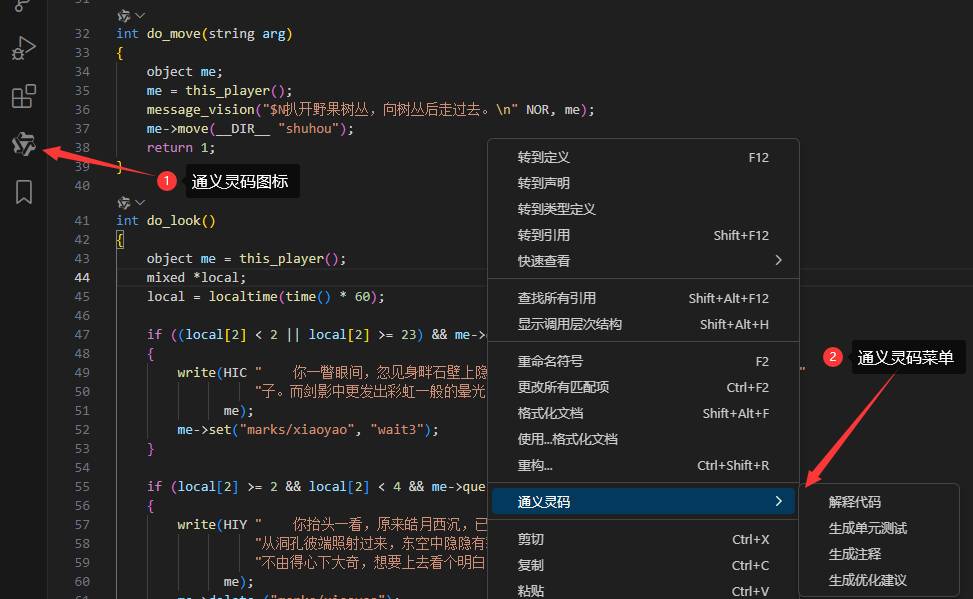 32 int do_move(string arg)
33 {
34 object me;
35 me = this_player();
36 message_vision("$N扒开野果树丛，向树丛后走过去。\n" NOR, me);
37 me->move(__DIR__ "shuhou");
38 return 1;
39 }
40
1 通义灵码图标
41 int do_look()
42 {
43 object me = this_player();
44 mixed *local;
45 local = localtime(time() * 60);
46
47 if ((local[2] < 2 || local[2] >= 23) && me->
48 {
49 write(HIC " 你一瞥眼间，忽见身畔石壁上隐
50 "子。而剑影中更发出彩虹一般的晕光
51 me);
52 me->set("marks/xiaoyao", "wait3");
53 }
54
55 if (local[2] >= 2 && local[2] < 4 && me->que
56 {
57 write(HIY " 你抬头一看，原来皓月西沉，已
58 "从洞孔彼端照射过来，东空中隐隐有
59 "不由得心下大奇，想要上去看个明白
60 me);
转到定义 F12
转到声明
转到类型定义
转到引用 Shift+F12
快速查看
查找所有引用 Shift+Alt+F12
显示调用层次结构 Shift+Alt+H
重命名符号 F2
更改所有匹配项 Ctrl+F2
格式化文档 Shift+Alt+F
使用...格式化文档
重构... Ctrl+Shift+R
通义灵码
剪切 Ctrl+X
复制 Ctrl+C
粘贴 Ctrl+V
2 通义灵码菜单
解释代码
生成单元测试
生成注释
生成优化建议